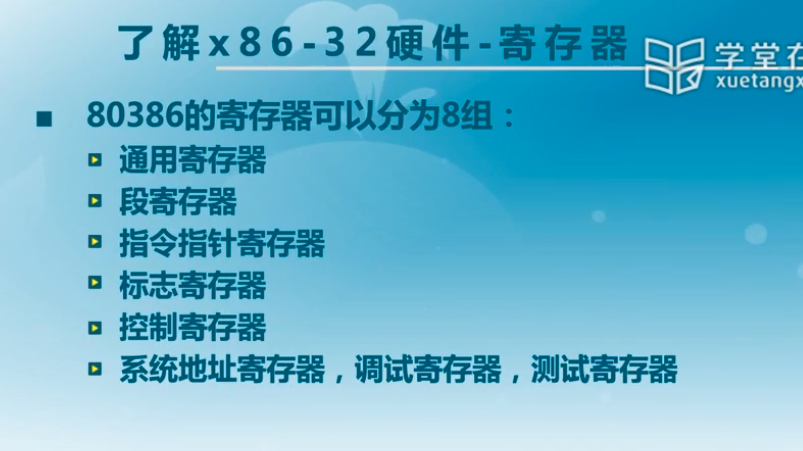 了解x86-32硬件-寄存器
学堂在
xuetangx
80386的寄存器可以分为8组：
通用寄存器
段寄存器
指令指针寄存器
标志寄存器
控制寄存器
系统地址寄存器，调试寄存器，测试寄存器